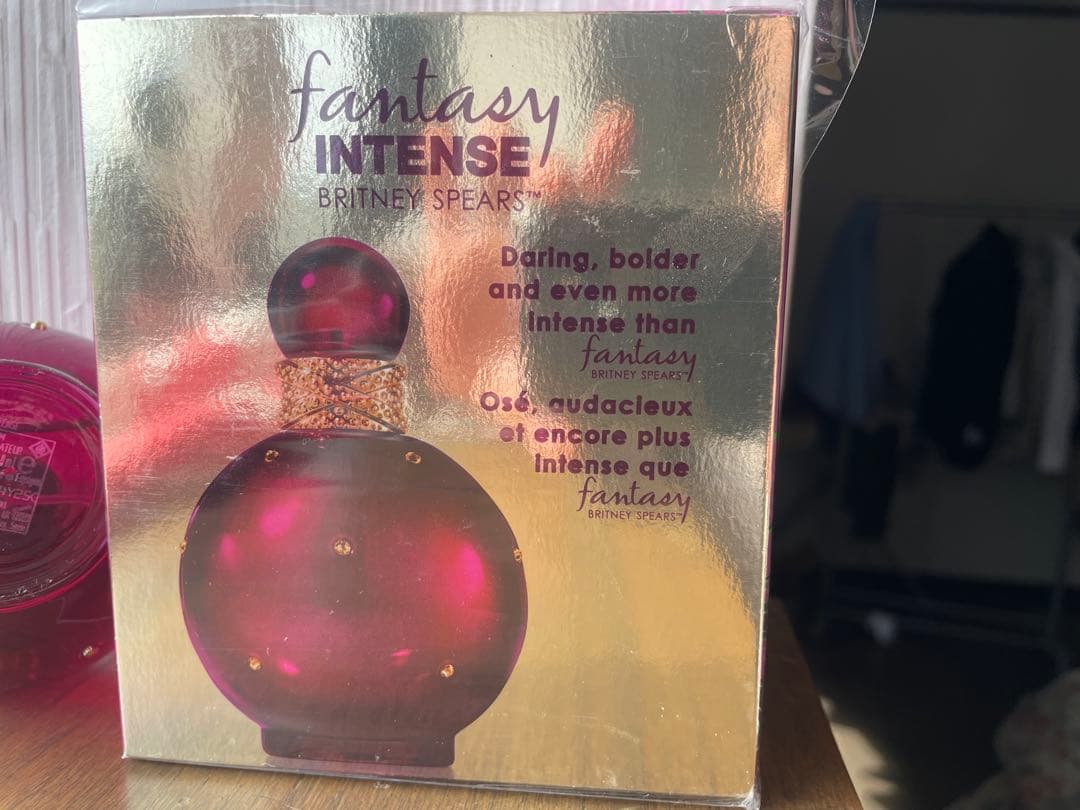 fantasy
INTENSE
BRITNEY SPEARS™
Daring, bolder
and even more
intense than
fantasy
BRITNEY SPEARS™
Osé, audacieux
et encore plus
intense que
fantasy
BRITNEY SPEARS™